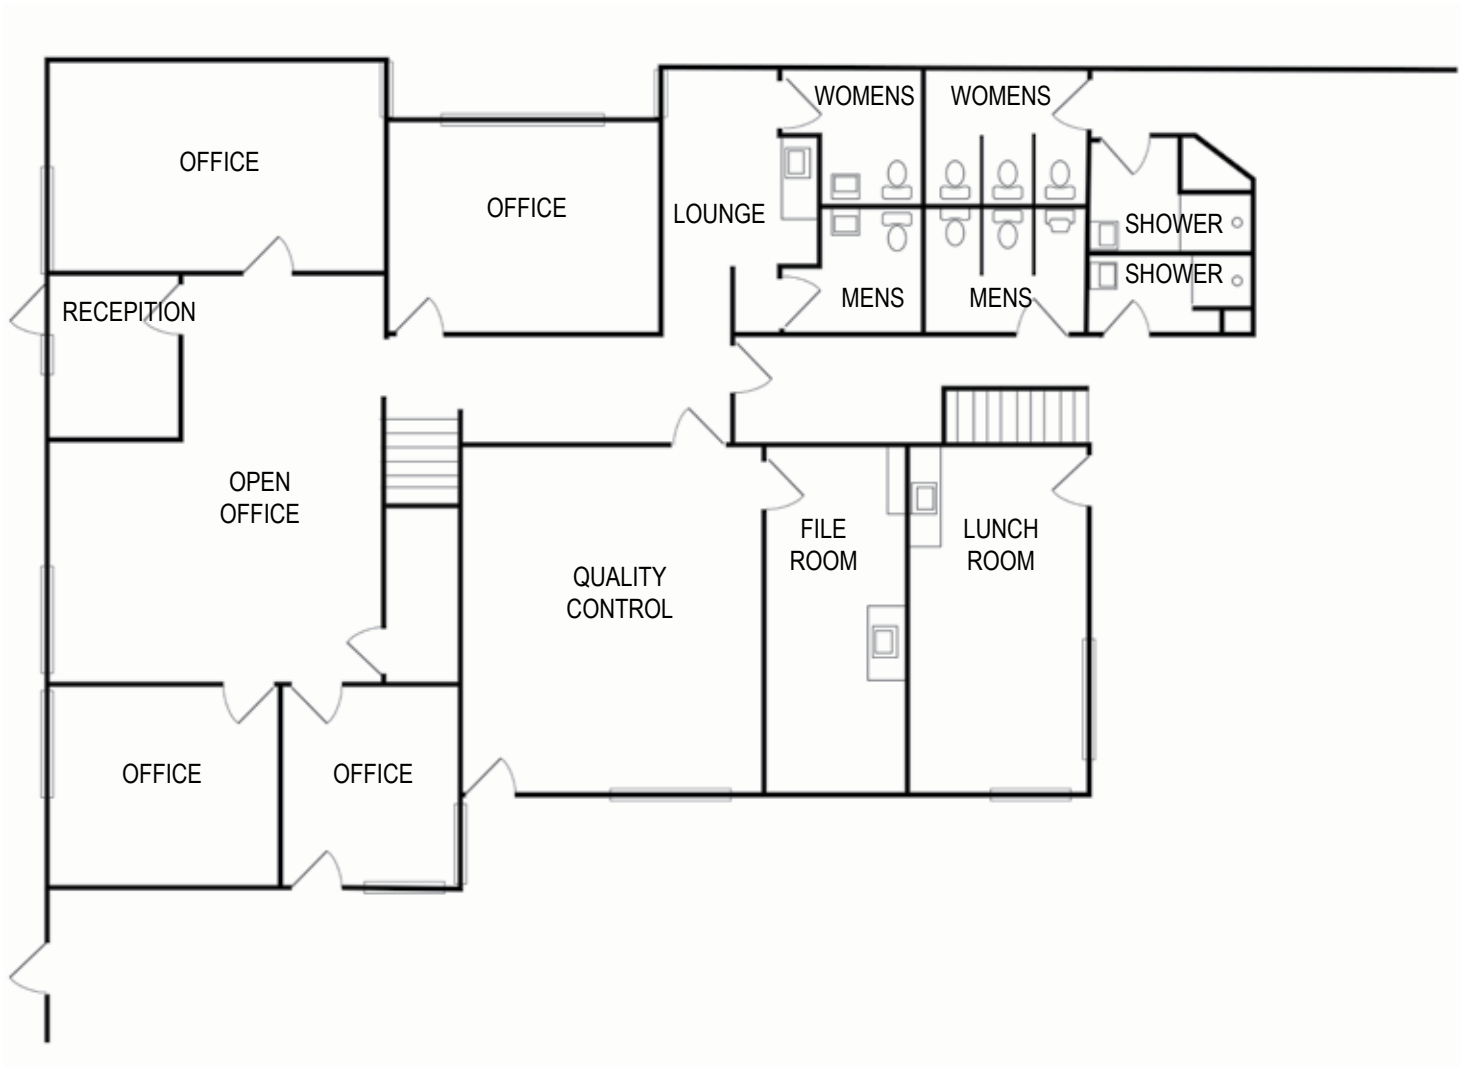 WOMENS
WOMENS
OFFICE
OFFICE
LOUNGE
SHOWER
SHOWER
MENS
MENS
RECEPITION
OPEN
OFFICE
FILE
ROOM
LUNCH
ROOM
QUALITY
CONTROL
OFFICE
OFFICE